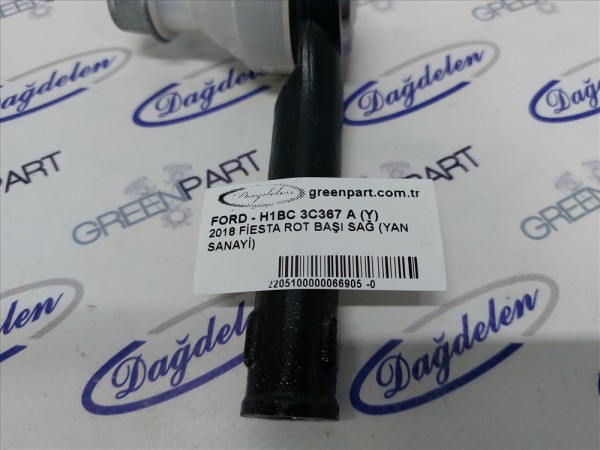 GREENPART
Dağdelen
Dağdelen
Dağdelen
GREENPART
greenpart.com.tr
FORD - H1BC 3C367 A (Y)
2018 FİESTA ROT BAŞI SAĞ (YAN
SANAYİ)
2205100000066905 -0
Dağdelen
Dağdelen
GREENPART
Dağdelen